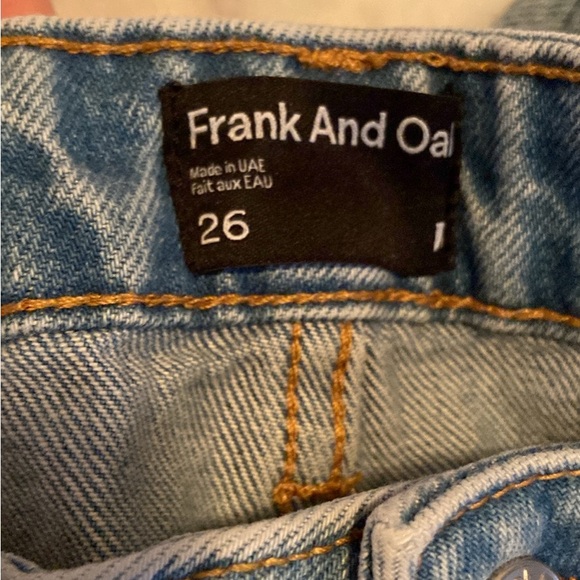 Frank And Oa
Made in UAE
Fait aux EAU
26